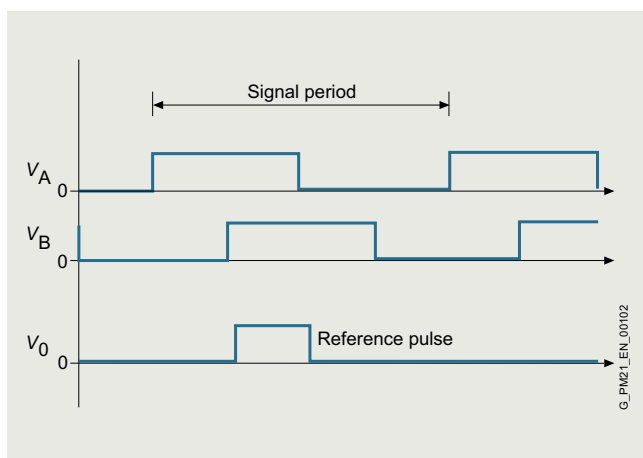 Signal period
VA
0
VB
0
V0
0
Reference pulse
G_PM21_EN_00102